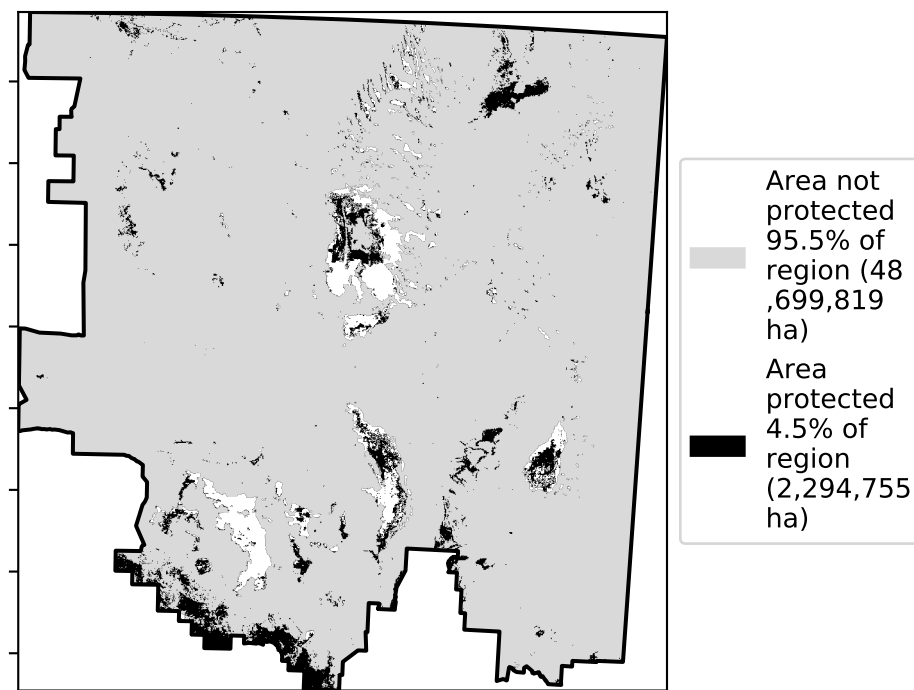 Area not
protected
95.5% of
region (48
,699,819
ha)
Area
protected
4.5% of
region
(2,294,755
ha)